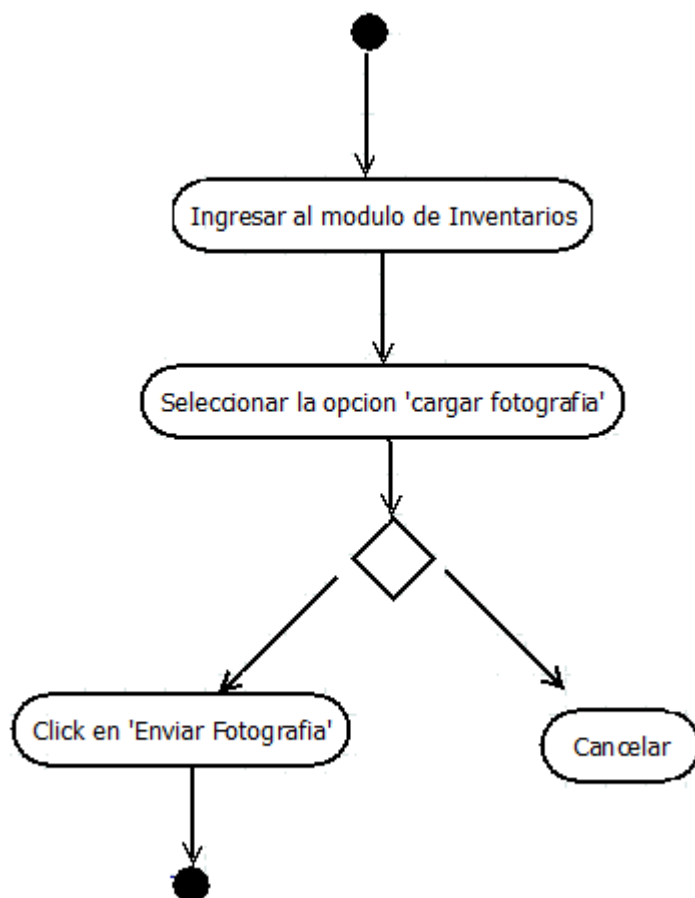 Ingresar al modulo de Inventarios
Seleccionar la opcion 'cargar fotografia'
Click en 'Enviar Fotografia'
Cancelar